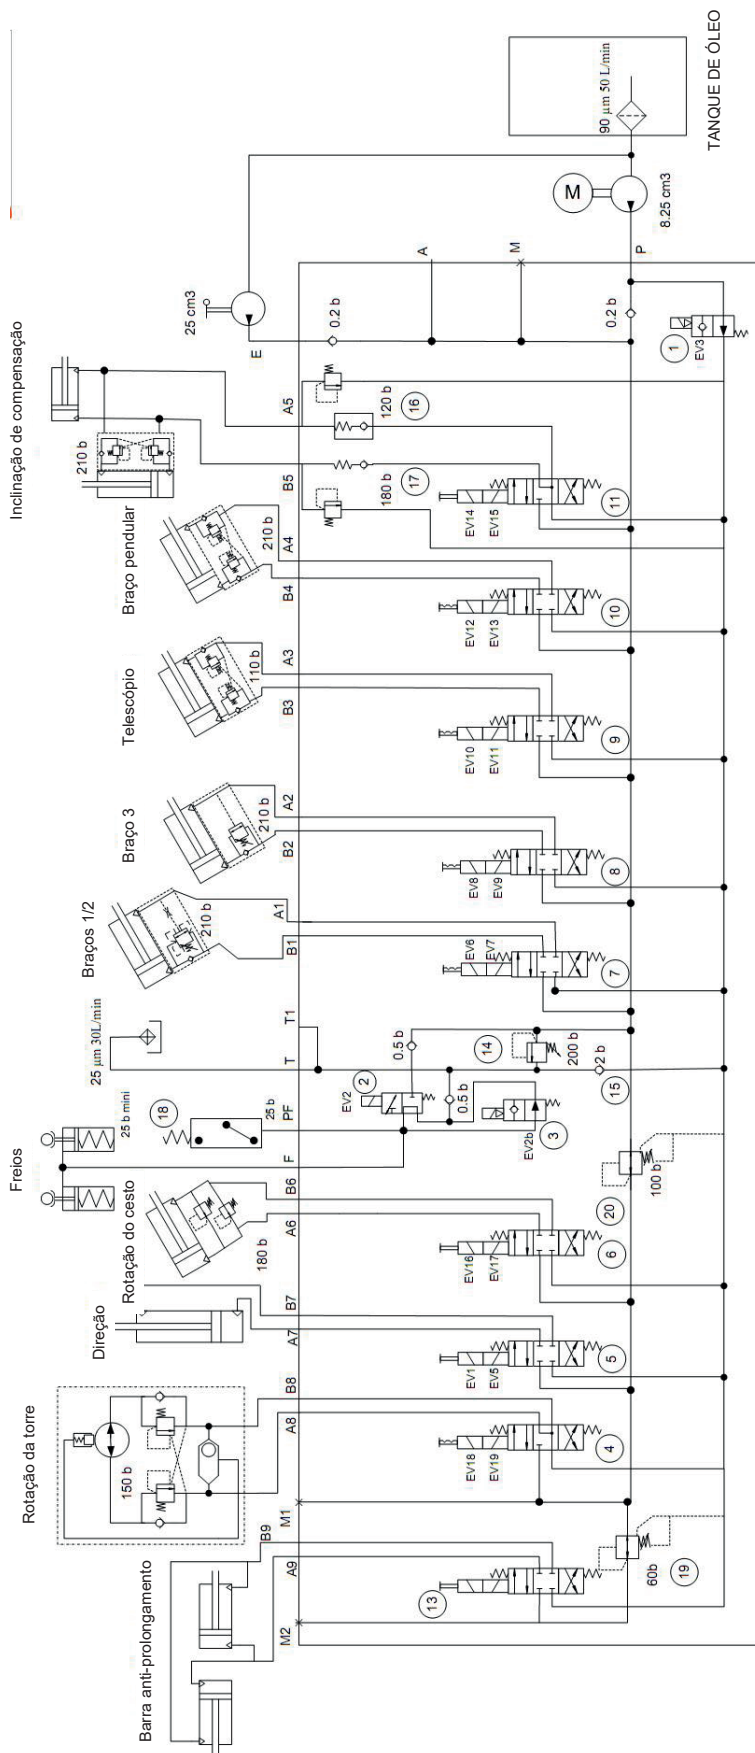 TANQUE DE ÓLEO
90 µm 50 L/min
M
8.25 cm3
P
A
M
0.2 b
EV3
1
25 cm3
E
0.2 b
Inclinação de compensação
210 b
A5
120 b
16
B5
180 b
17
EV14
EV15
11
Braço pendular
210 b
A4
B4
EV12
EV13
10
Telescópio
110 b
A3
B3
EV10
EV11
9
Braço 3
210 b
A2
B2
EV8
EV9
8
Braços 1/2
210 b
A1
B1
EV6
EV7
7
25 µm 30L/min
T1
T
0.5 b
14
200 b
2 b
15
EV2
2
0.5 b
EV2b
3
Freios
25 b mini
18
25 b
PF
F
100 b
20
Rotação do cesto
180 b
B6
A6
EV16
EV17
6
Direção
B7
A7
EV1
EV5
5
Rotação da torre
150 b
B8
A8
EV18
EV19
4
M1
B9
A9
60b
19
Barra anti-prolongamento
13
M2